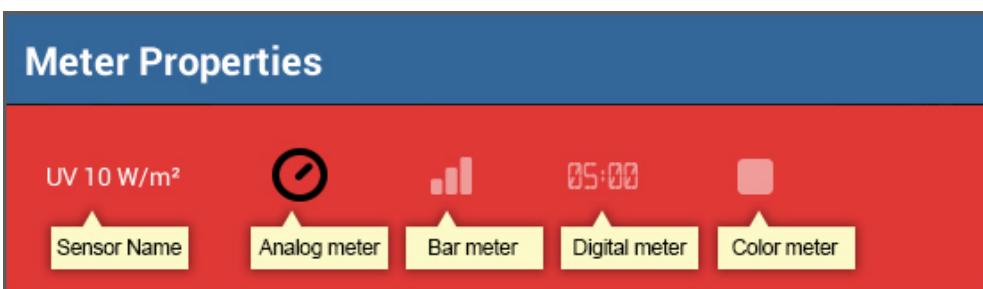 Meter Properties
UV 10 W/m²
05:00
Sensor Name
Analog meter
Bar meter
Digital meter
Color meter